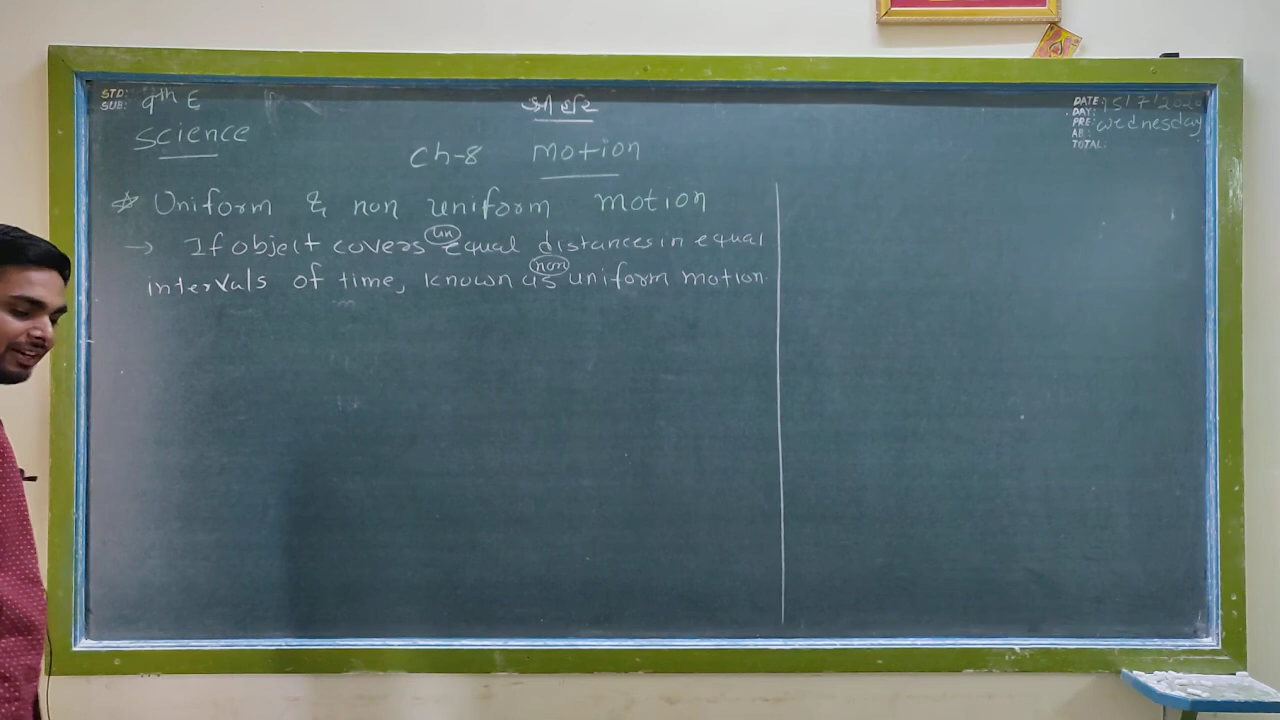 STD: 9th E
SUB: Science
શ્રી હરિ
DATE: 15/7/2020
DAY: Wednesday
PRE:
AB:
TOTAL:
Ch-8 Motion
☆ Uniform & non uniform motion
→ If object covers (un) equal distances in equal
intervals of time, known as (non) uniform motion.